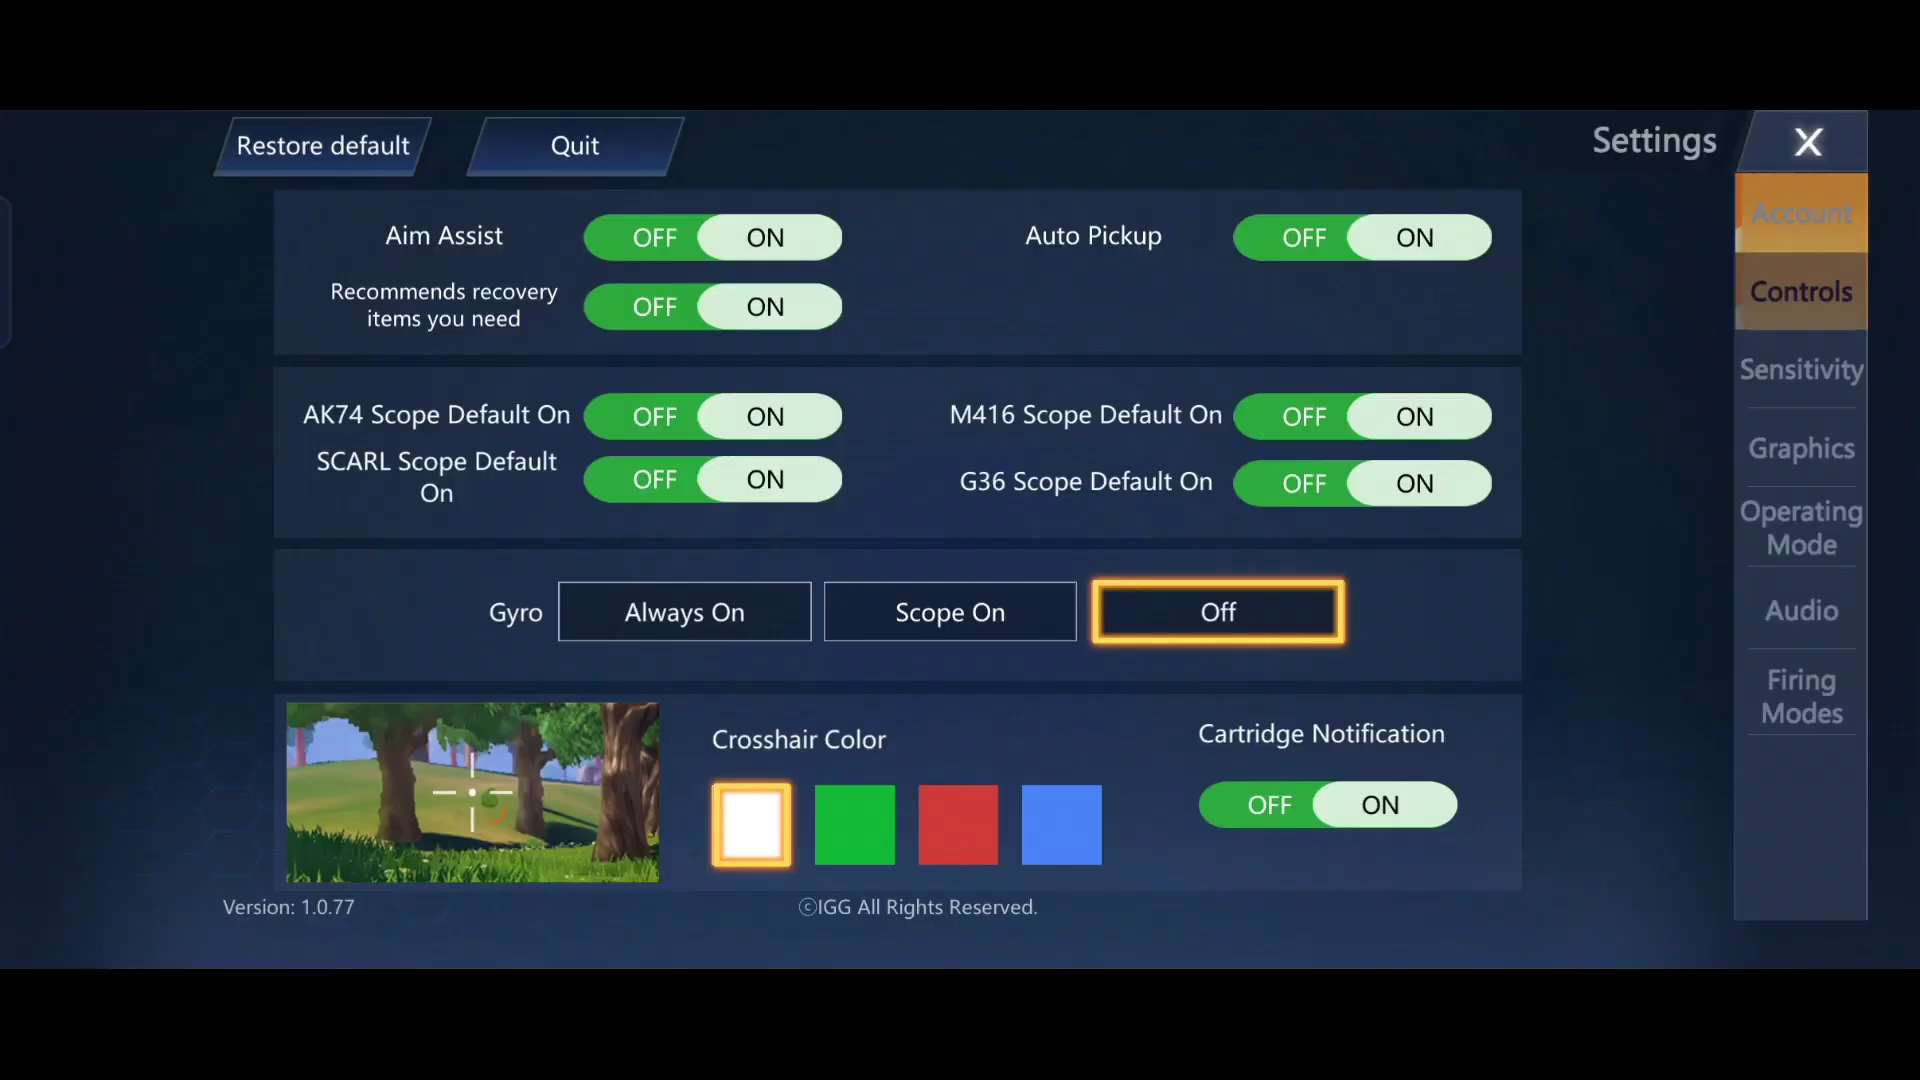 Restore default
Quit
Settings
X
Aim Assist
OFF ON
Auto Pickup
OFF ON
Recommends recovery
items you need
OFF ON
AK74 Scope Default On
OFF ON
M416 Scope Default On
OFF ON
SCARL Scope Default
On
OFF ON
G36 Scope Default On
OFF ON
Gyro
Always On
Scope On
Off
Crosshair Color
Cartridge Notification
OFF ON
Version: 1.0.77
©IGG All Rights Reserved.
Account
Controls
Sensitivity
Graphics
Operating
Mode
Audio
Firing
Modes